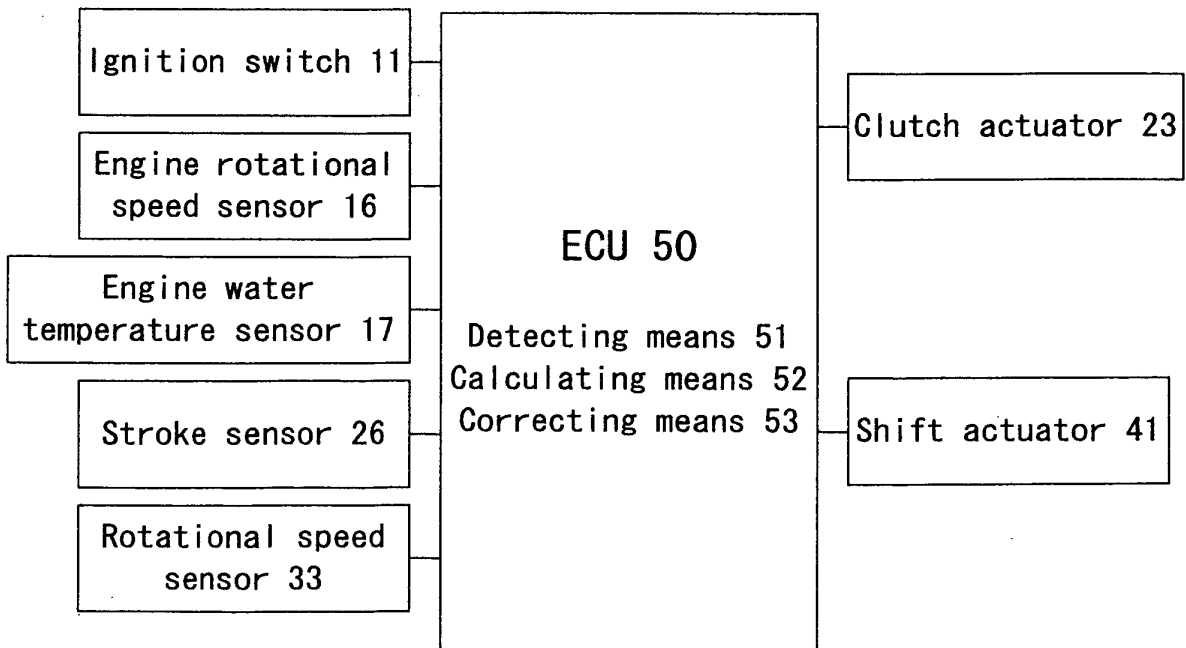 Ignition switch 11
Engine rotational
speed sensor 16
Engine water
temperature sensor 17
Stroke sensor 26
Rotational speed
sensor 33
ECU 50
Detecting means 51
Calculating means 52
Correcting means 53
Clutch actuator 23
Shift actuator 41